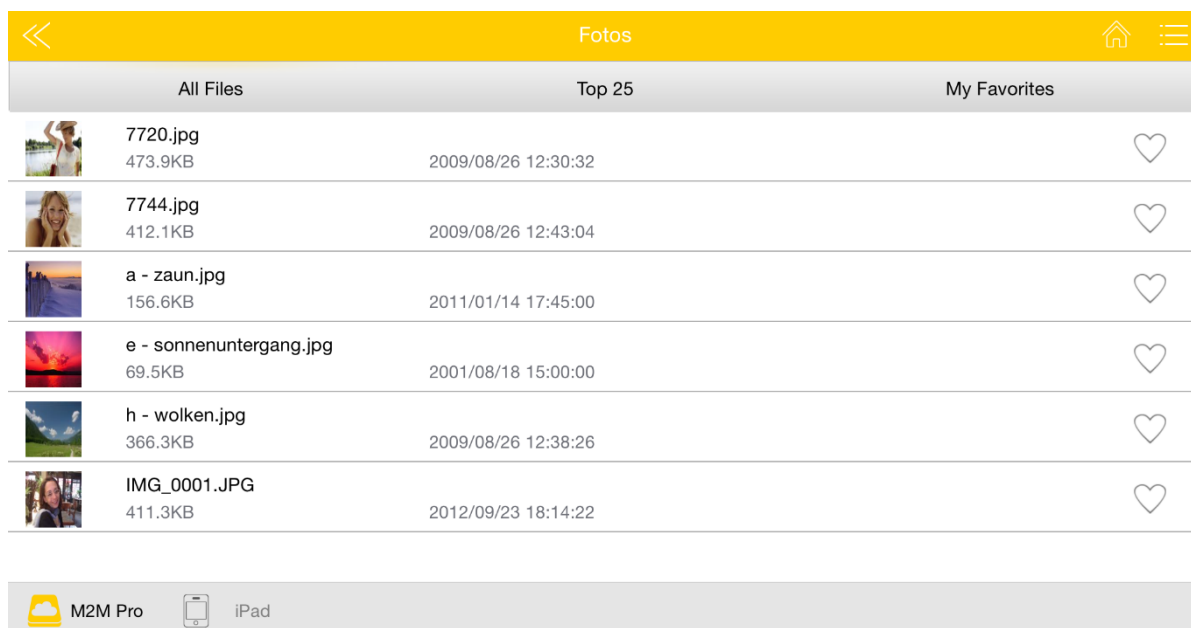 Fotos
All Files Top 25 My Favorites
7720.jpg
473.9KB 2009/08/26 12:30:32
7744.jpg
412.1KB 2009/08/26 12:43:04
a - zaun.jpg
156.6KB 2011/01/14 17:45:00
e - sonnenuntergang.jpg
69.5KB 2001/08/18 15:00:00
h - wolken.jpg
366.3KB 2009/08/26 12:38:26
IMG_0001.JPG
411.3KB 2012/09/23 18:14:22
M2M Pro iPad